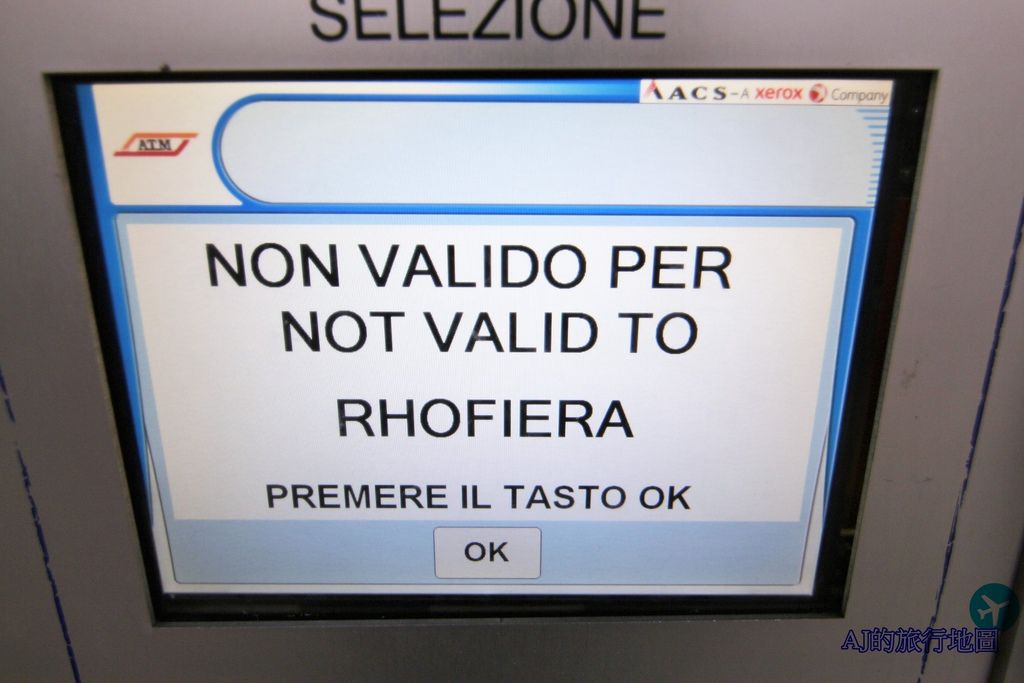 SELEZIONE
ACS - A xerox Company
ATM
NON VALIDO PER
NOT VALID TO
RHOFIERA
PREMERE IL TASTO OK
OK
AJ的旅行地圖